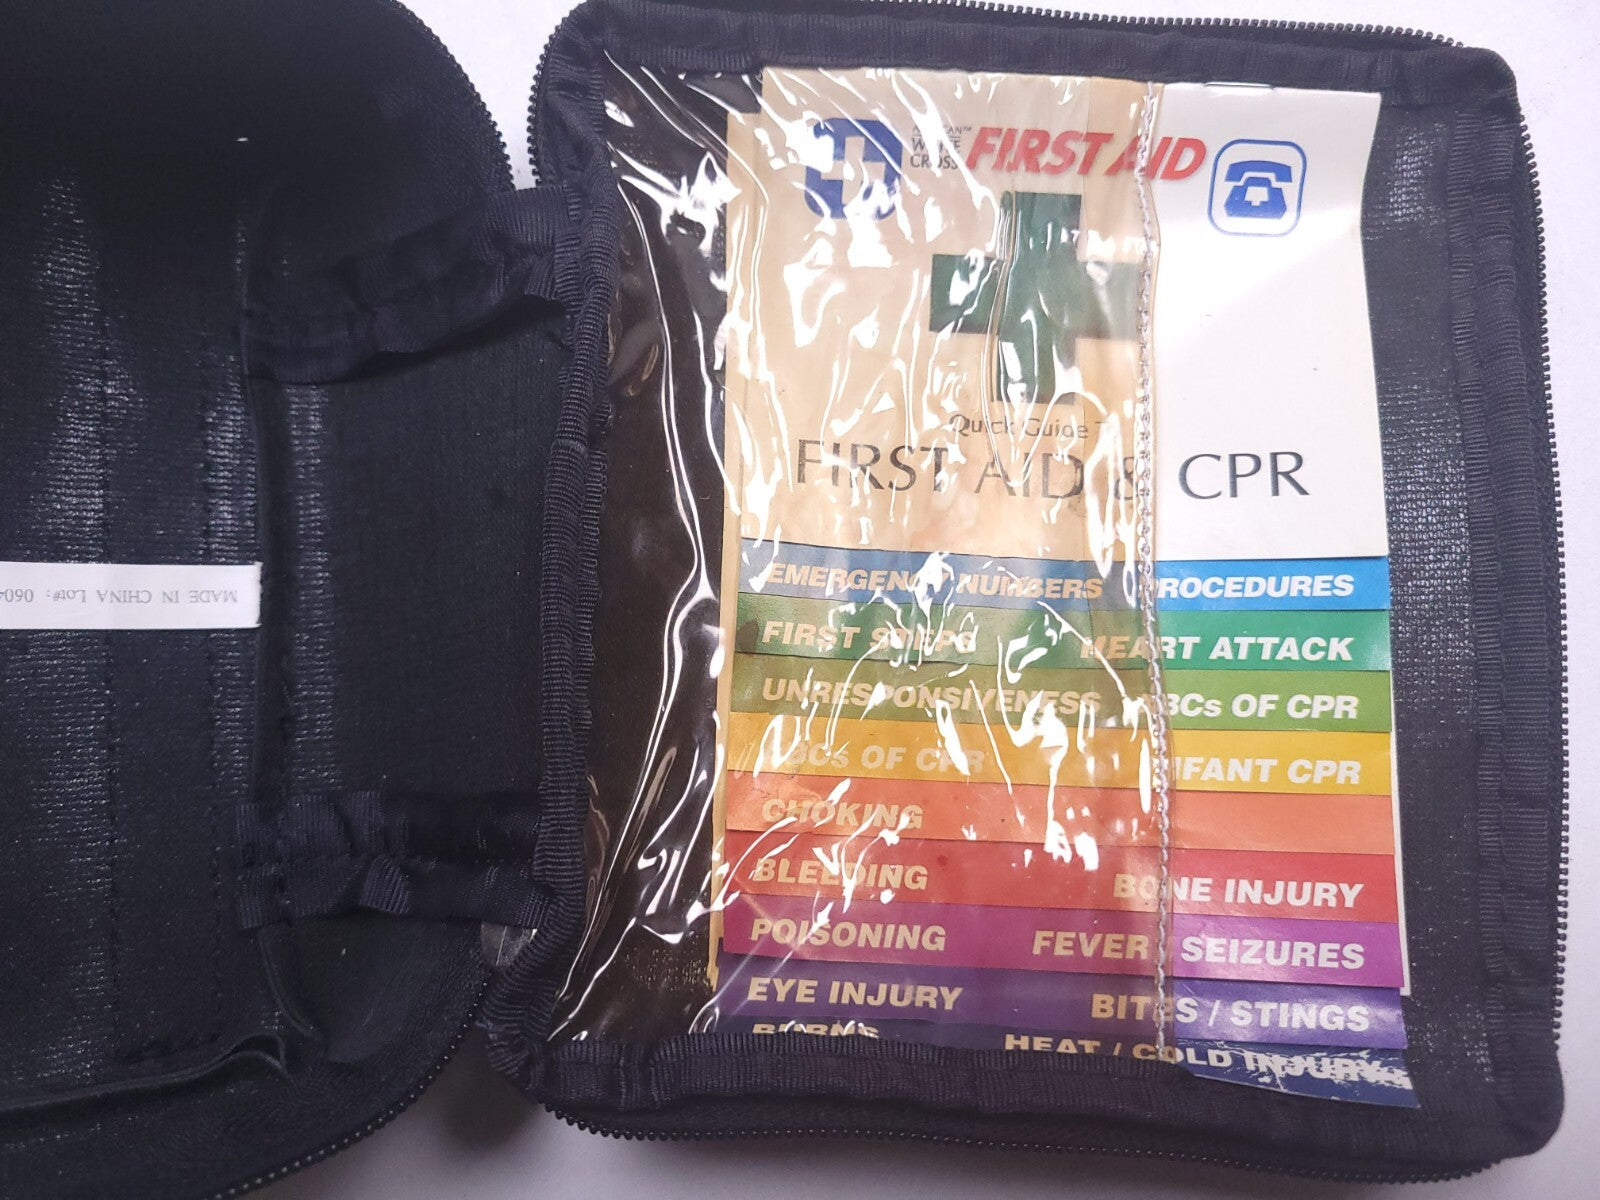 AMERICAN™
WHITE
CROSS
FIRST AID
Quick Guide
FIRST AID & CPR
EMERGENCY NUMBERS PROCEDURES
FIRST STEPS HEART ATTACK
UNRESPONSIVENESS ABCs OF CPR
ABCs OF CPR INFANT CPR
CHOKING
BLEEDING BONE INJURY
POISONING FEVER / SEIZURES
EYE INJURY BITES / STINGS
BURNS HEAT / COLD INJURY
MADE IN CHINA Lot#: 060